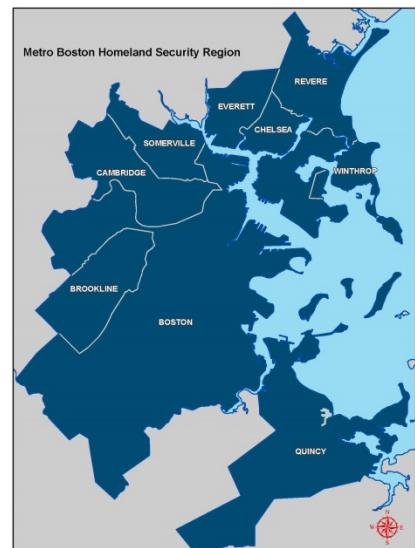 Metro Boston Homeland Security Region
REVERE
EVERETT
CHELSEA
SOMERVILLE
WINTHROP
CAMBRIDGE
BROOKLINE
BOSTON
QUINCY
N
W
E
S